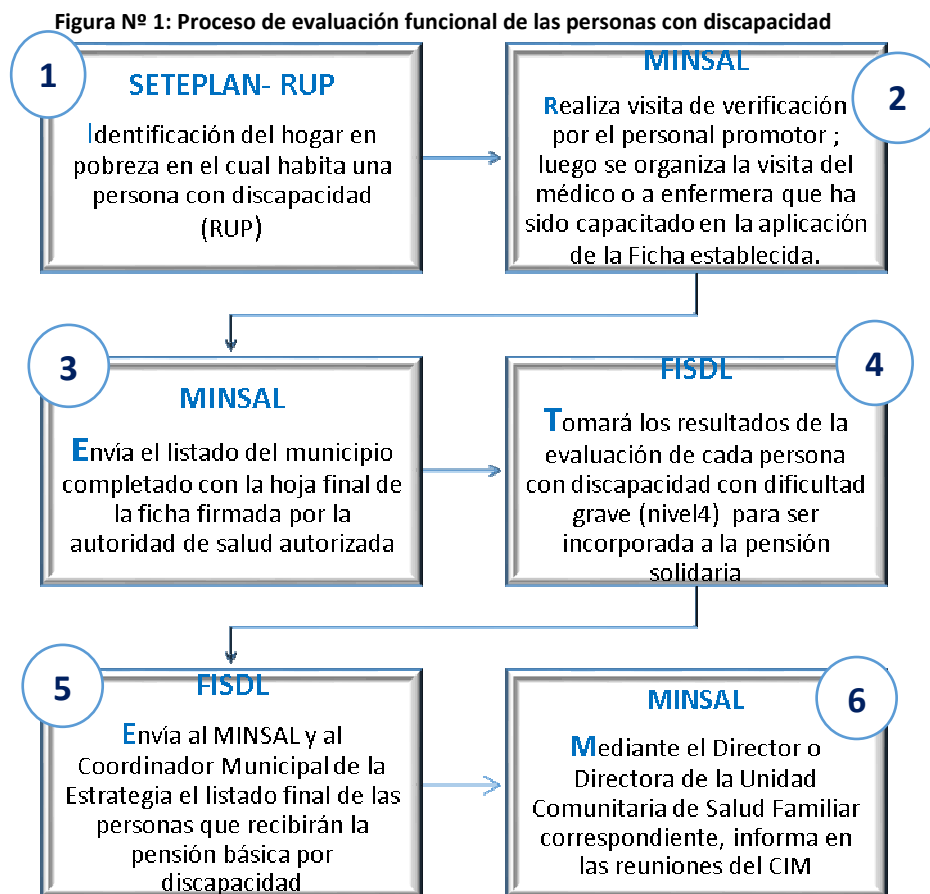 Figura Nº 1: Proceso de evaluación funcional de las personas con discapacidad
1
SETEPLAN- RUP
Identificación del hogar en
pobreza en el cual habita una
persona con discapacidad
(RUP)
2
MINSAL
Realiza visita de verificación
por el personal promotor ;
luego se organiza la visita del
médico o a enfermera que ha
sido capacitado en la aplicación
de la Ficha establecida.
3
MINSAL
Envía el listado del municipio
completado con la hoja final de
la ficha firmada por la
autoridad de salud autorizada
4
FISDL
Tomará los resultados de la
evaluación de cada persona
con discapacidad con dificultad
grave (nivel4) para ser
incorporada a la pensión
solidaria
5
FISDL
Envía al MINSAL y al
Coordinador Municipal de la
Estrategia el listado final de las
personas que recibirán la
pensión básica por
discapacidad
6
MINSAL
Mediante el Director o
Directora de la Unidad
Comunitaria de Salud Familiar
correspondiente, informa en
las reuniones del CIM